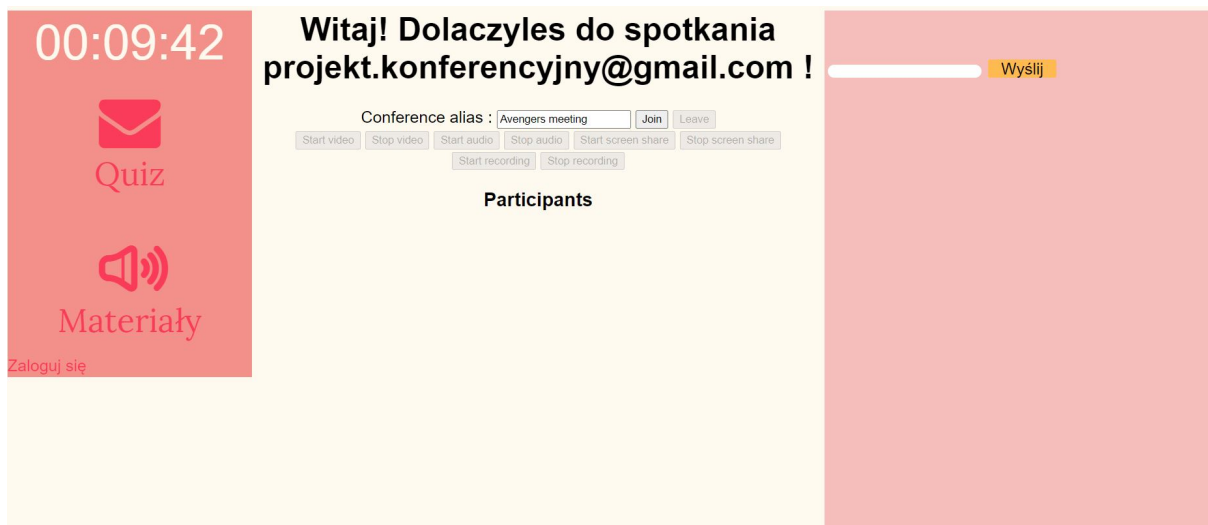 00:09:42
Quiz
Materiały
Zaloguj się
Witaj! Dolaczyles do spotkania
projekt.konferencyjny@gmail.com !
Conference alias : Avengers meeting Join Leave
Start video Stop video Start audio Stop audio Start screen share Stop screen share
Start recording Stop recording
Participants
Wyślij